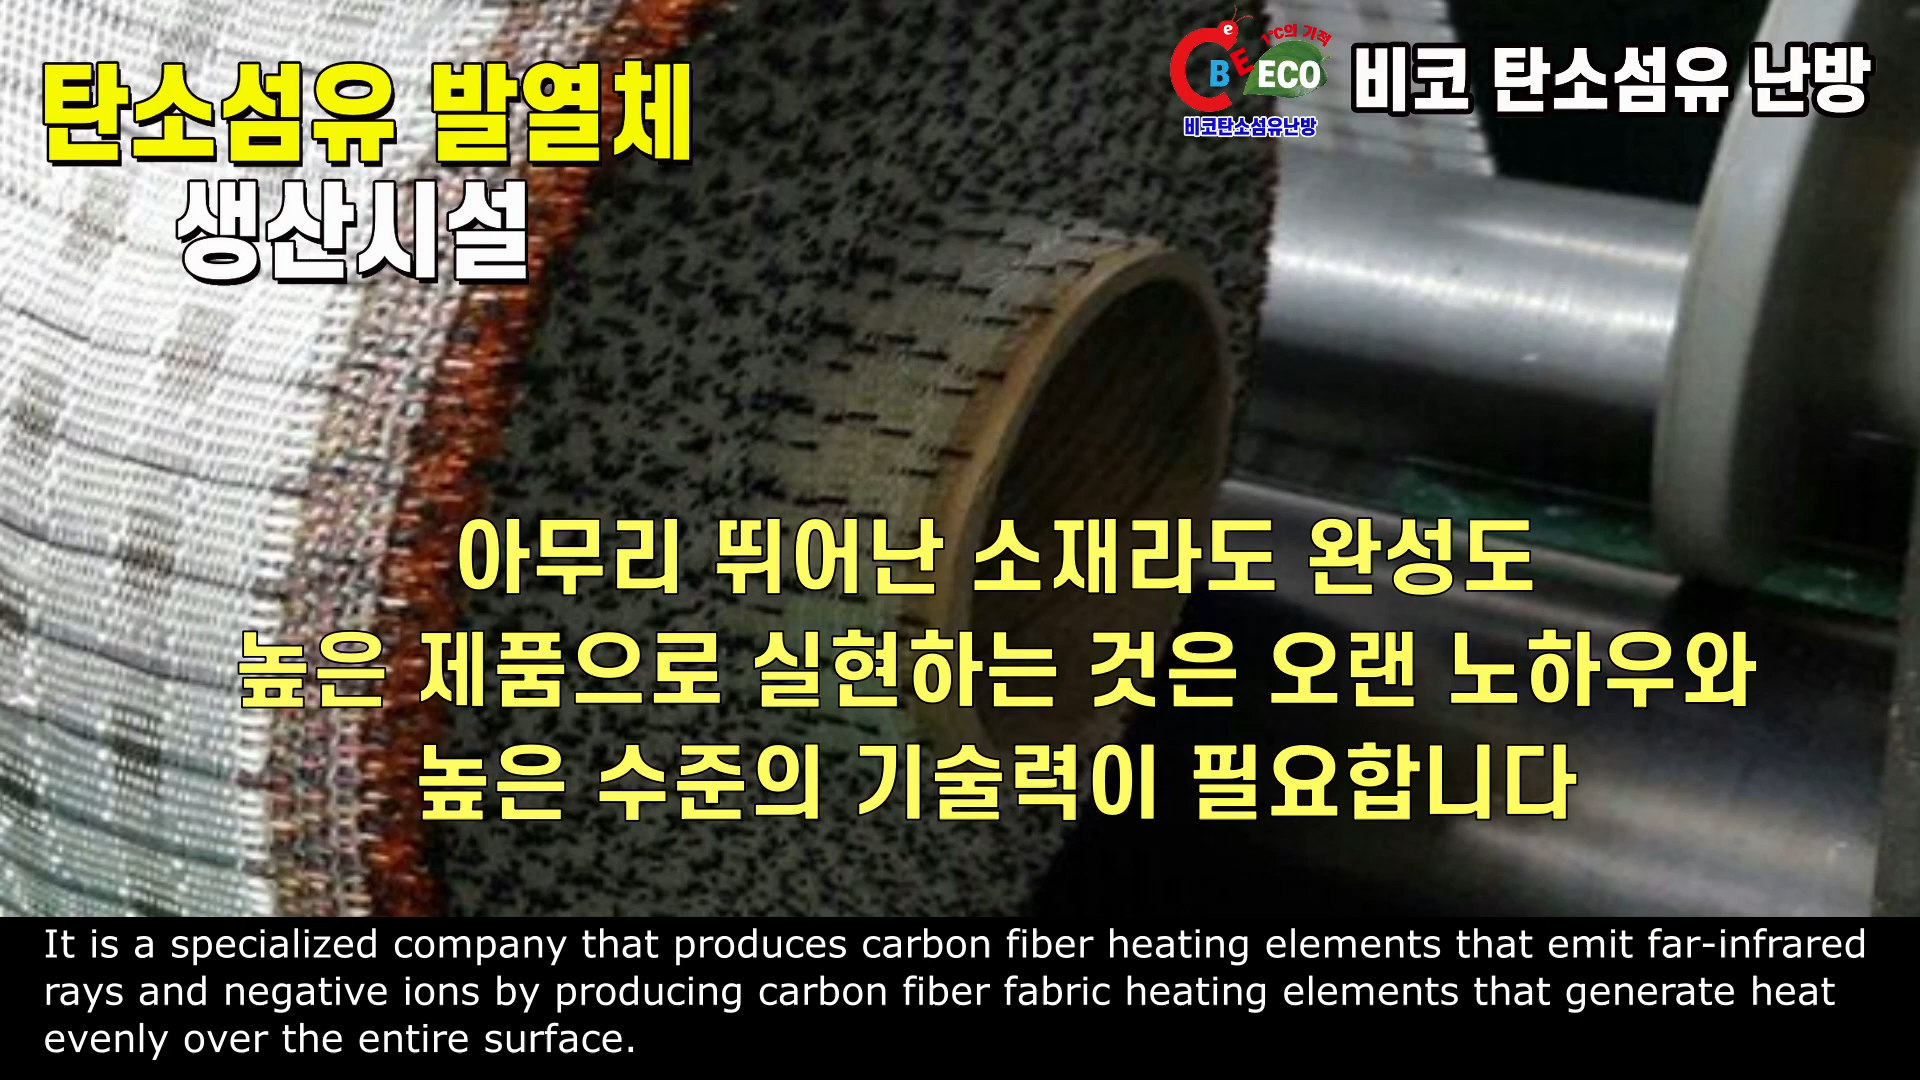 탄소섬유 발열체
생산시설
e
1℃의 기적
C B E ECO
비코탄소섬유난방
비코 탄소섬유 난방
아무리 뛰어난 소재라도 완성도
높은 제품으로 실현하는 것은 오랜 노하우와
높은 수준의 기술력이 필요합니다
It is a specialized company that produces carbon fiber heating elements that emit far-infrared
rays and negative ions by producing carbon fiber fabric heating elements that generate heat
evenly over the entire surface.